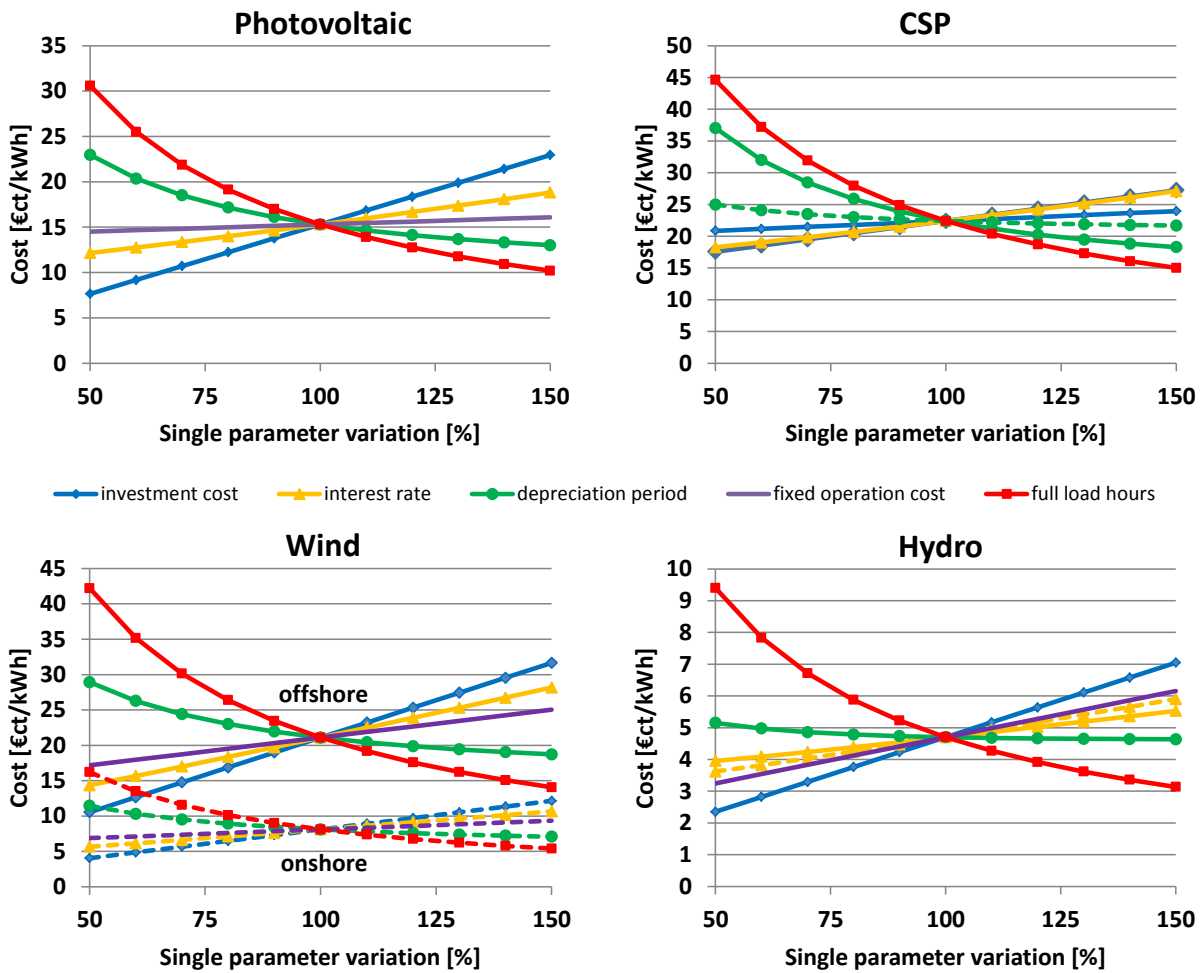 Photovoltaic
Cost [€ct/kWh]
35
30
25
20
15
10
5
0
50 75 100 125 150
Single parameter variation [%]
CSP
Cost [€ct/kWh]
50
45
40
35
30
25
20
15
10
5
0
50 75 100 125 150
Single parameter variation [%]
investment cost interest rate depreciation period fixed operation cost full load hours
Wind
Cost [€ct/kWh]
45
40
35
30
25
20
15
10
5
0
offshore
onshore
50 75 100 125 150
Single parameter variation [%]
Hydro
Cost [€ct/kWh]
10
9
8
7
6
5
4
3
2
1
0
50 75 100 125 150
Single parameter variation [%]